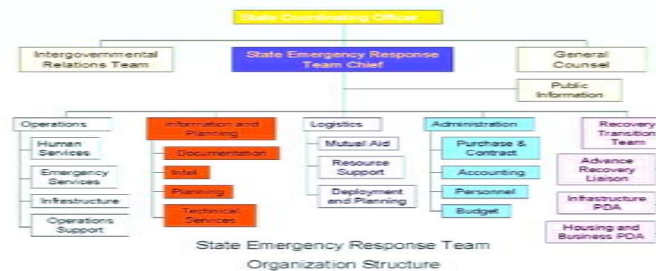 State Coordinating Officer
Intergovernmental
Relations Team
State Emergency Response
Team Chief
General
Counsel
Public
Information
Operations
Human
Services
Emergency
Services
Infrastructure
Operations
Support
Information and
Planning
Documentation
Intel
Planning
Technical
Services
Logistics
Mutual Aid
Resource
Support
Deployment
and Planning
Administration
Purchase &
Contract
Accounting
Personnel
Budget
Recovery
Transition
Team
Advance
Recovery
Liaison
Infrastructure
PDA
Housing and
Business PDA
State Emergency Response Team
Organization Structure